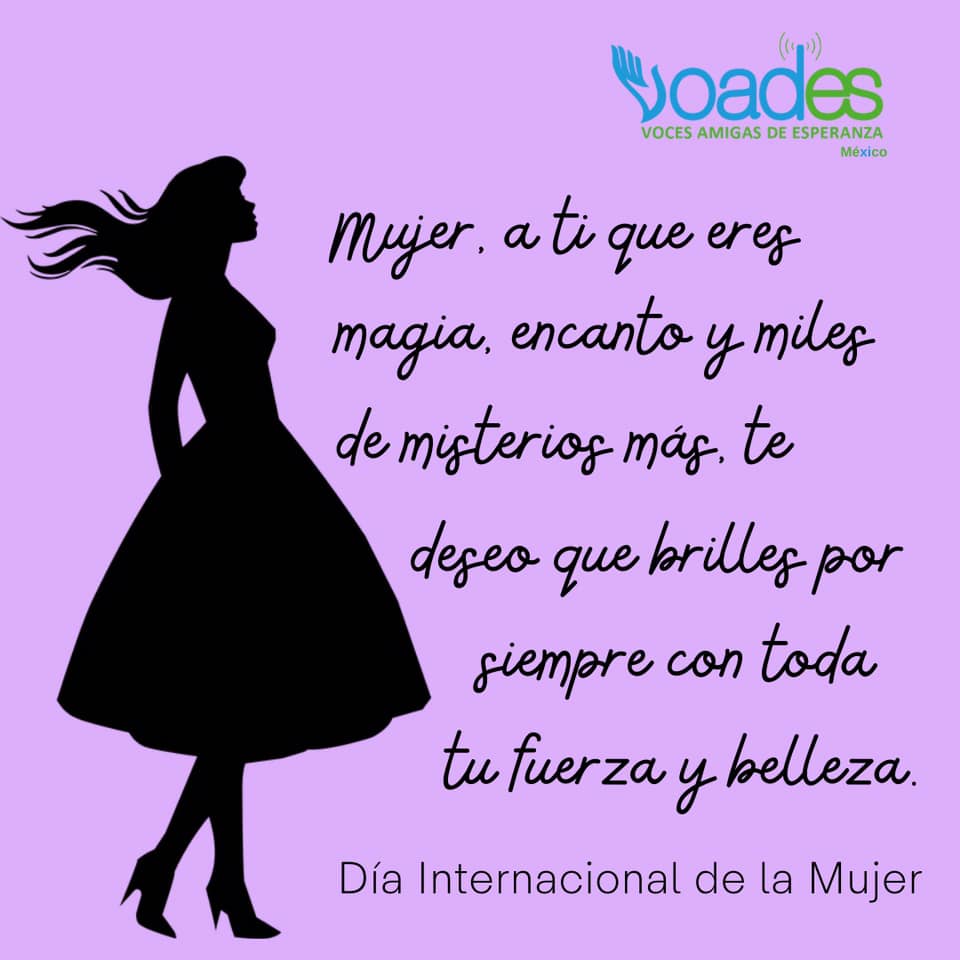 Voades
VOCES AMIGAS DE ESPERANZA
México
Mujer, a ti que eres
magia, encanto y miles
de misterios más, te
deseo que brilles por
siempre con toda
tu fuerza y belleza.
Día Internacional de la Mujer